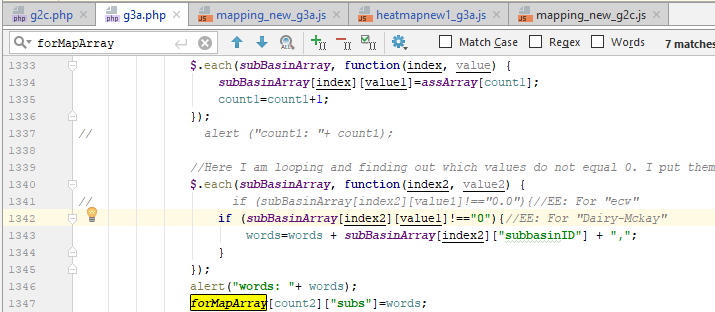 g2c.php × g3a.php × mapping_new_g3a.js × heatmapnew1_g3a.js × mapping_new_g2c.js ×
forMapArray Match Case Regex Words 7 matches
1333 $.each(subBasinArray, function(index, value) {
1334 subBasinArray[index][value1]=assArray[count1];
1335 count1=count1+1;
1336 });
1337 // alert ("count1: "+ count1);
1338
1339 //Here I am looping and finding out which values do not equal 0. I put them
1340 $.each(subBasinArray, function(index2, value2) {
1341 // if (subBasinArray[index2][value1]!=="0.0"){//EE: For "ecw"
1342 if (subBasinArray[index2][value1]!=="0"){//EE: For "Dairy-Mckay"
1343 words=words + subBasinArray[index2]["subbasinID"] + ",";
1344 }
1345 });
1346 alert("words: "+ words);
1347 forMapArray[count2]["subs"]=words;